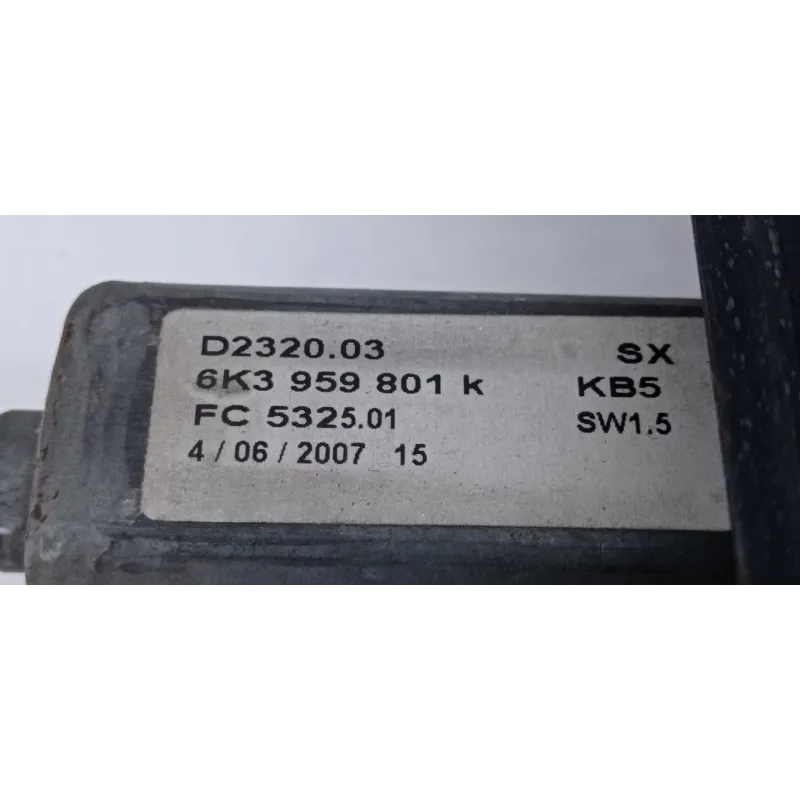 D2320.03 SX
6K3 959 801 k KB5
FC 5325.01 SW1.5
4 / 06 / 2007 15